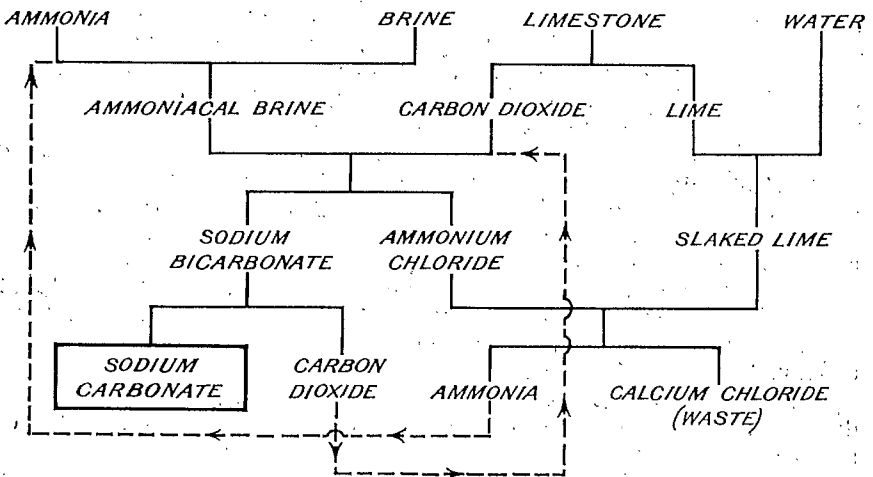 AMMONIA
BRINE
LIMESTONE
WATER
AMMONIACAL BRINE
CARBON DIOXIDE
LIME
SODIUM
BICARBONATE
AMMONIUM
CHLORIDE
SLAKED LIME
SODIUM
CARBONATE
CARBON
DIOXIDE
AMMONIA
CALCIUM CHLORIDE
(WASTE)